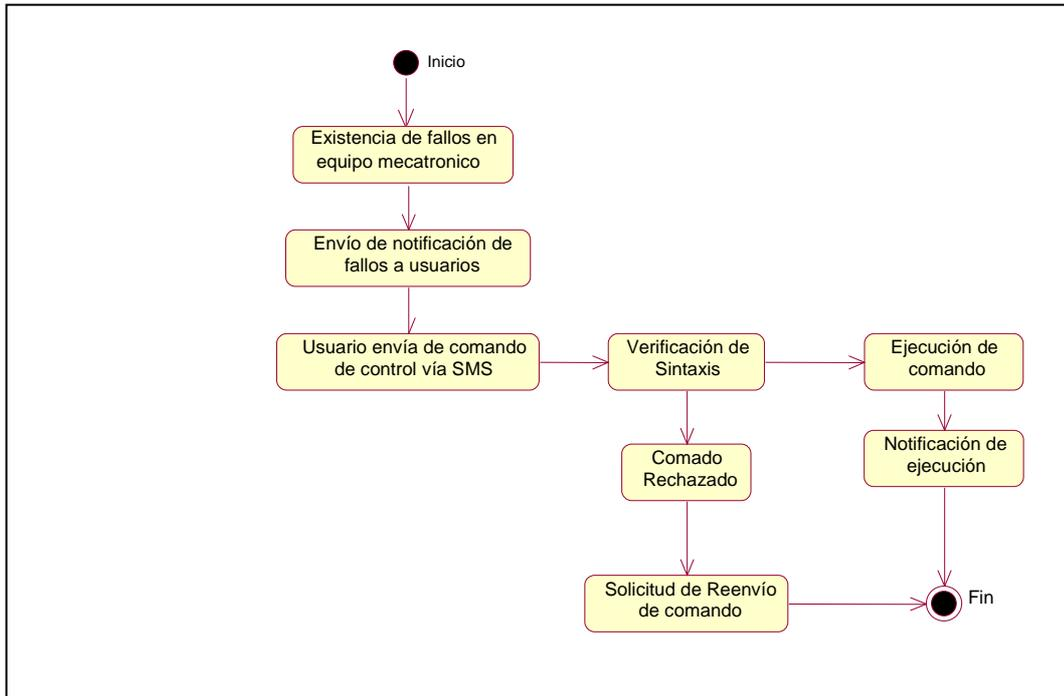 Inicio
Existencia de fallos en
equipo mecatronico
Envío de notificación de
fallos a usuarios
Usuario envía de comando
de control vía SMS
Verificación de
Sintaxis
Ejecución de
comando
Comado
Rechazado
Notificación de
ejecución
Solicitud de Reenvío
de comando
Fin